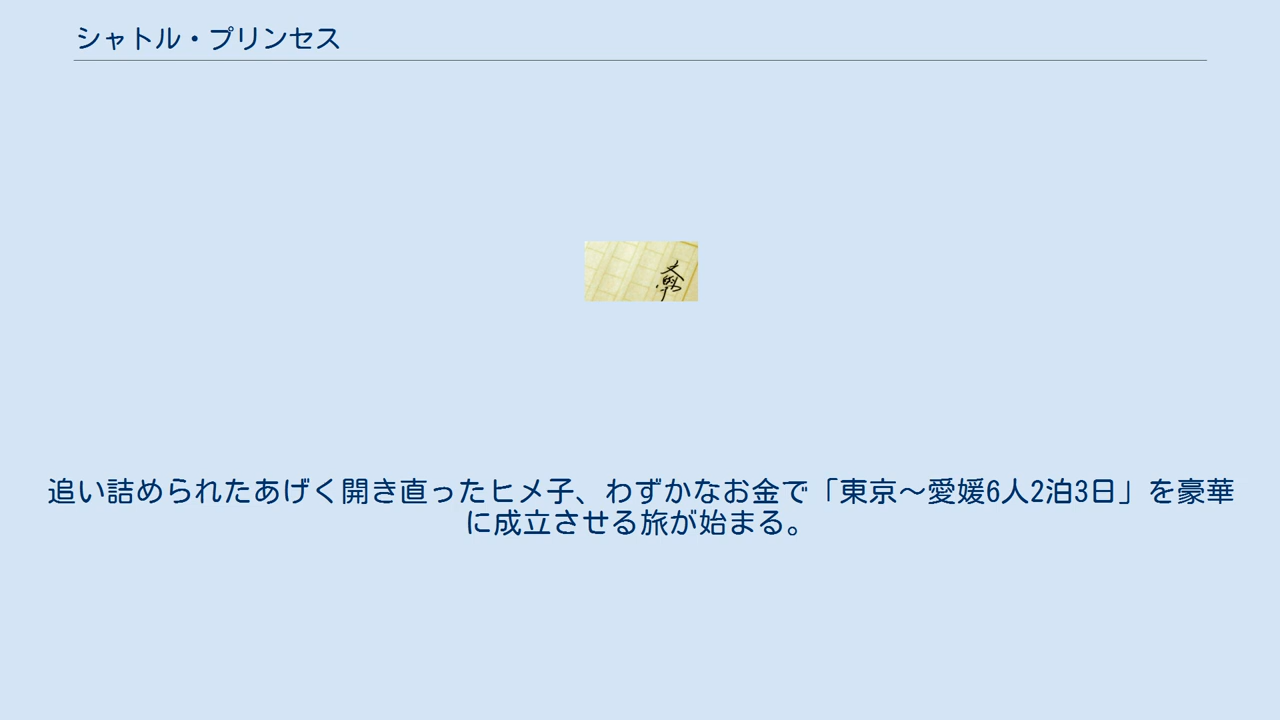 シャトル・プリンセス
追い詰められたあげく開き直ったヒメ子、わずかなお金で「東京～愛媛6人2泊3日」を豪華
に成立させる旅が始まる。